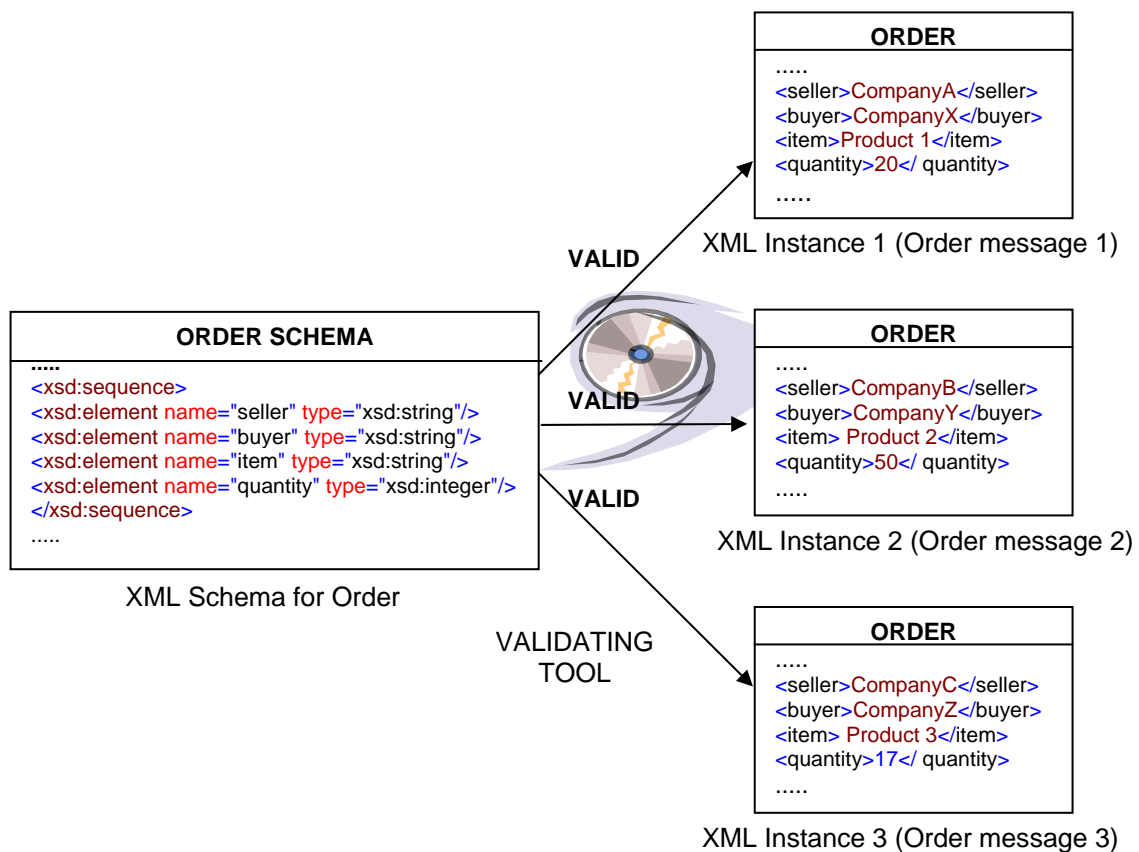 ORDER
.....
<seller>CompanyA</seller>
<buyer>CompanyX</buyer>
<item>Product 1</item>
<quantity>20</ quantity>
.....
XML Instance 1 (Order message 1)
VALID
ORDER SCHEMA
.....
<xsd:sequence>
<xsd:element name="seller" type="xsd:string"/>
<xsd:element name="buyer" type="xsd:string"/>
<xsd:element name="item" type="xsd:string"/>
<xsd:element name="quantity" type="xsd:integer"/>
</xsd:sequence>
.....
XML Schema for Order
VALID
ORDER
.....
<seller>CompanyB</seller>
<buyer>CompanyY</buyer>
<item> Product 2</item>
<quantity>50</ quantity>
.....
XML Instance 2 (Order message 2)
VALID
VALIDATING
TOOL
ORDER
.....
<seller>CompanyC</seller>
<buyer>CompanyZ</buyer>
<item> Product 3</item>
<quantity>17</ quantity>
.....
XML Instance 3 (Order message 3)